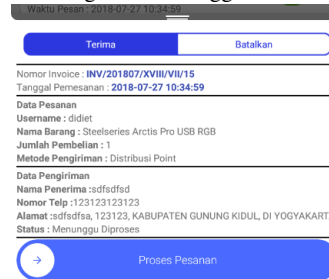 Waktu Pesan : 2018-07-27 10:34:59
Terima
Batalkan
Nomor Invoice : INV/201807/XVIII/VII/15
Tanggal Pemesanan : 2018-07-27 10:34:59
Data Pesanan
Username : didiet
Nama Barang : Steelseries Arctis Pro USB RGB
Jumlah Pembelian : 1
Metode Pengiriman : Distribusi Point
Data Pengiriman
Nama Penerima :sdfsdfsd
Nomor Telp :123123123123
Alamat :sdfsdfsa, 123123, KABUPATEN GUNUNG KIDUL, DI YOGYAKART
Status : Menunggu Diproses
Proses Pesanan